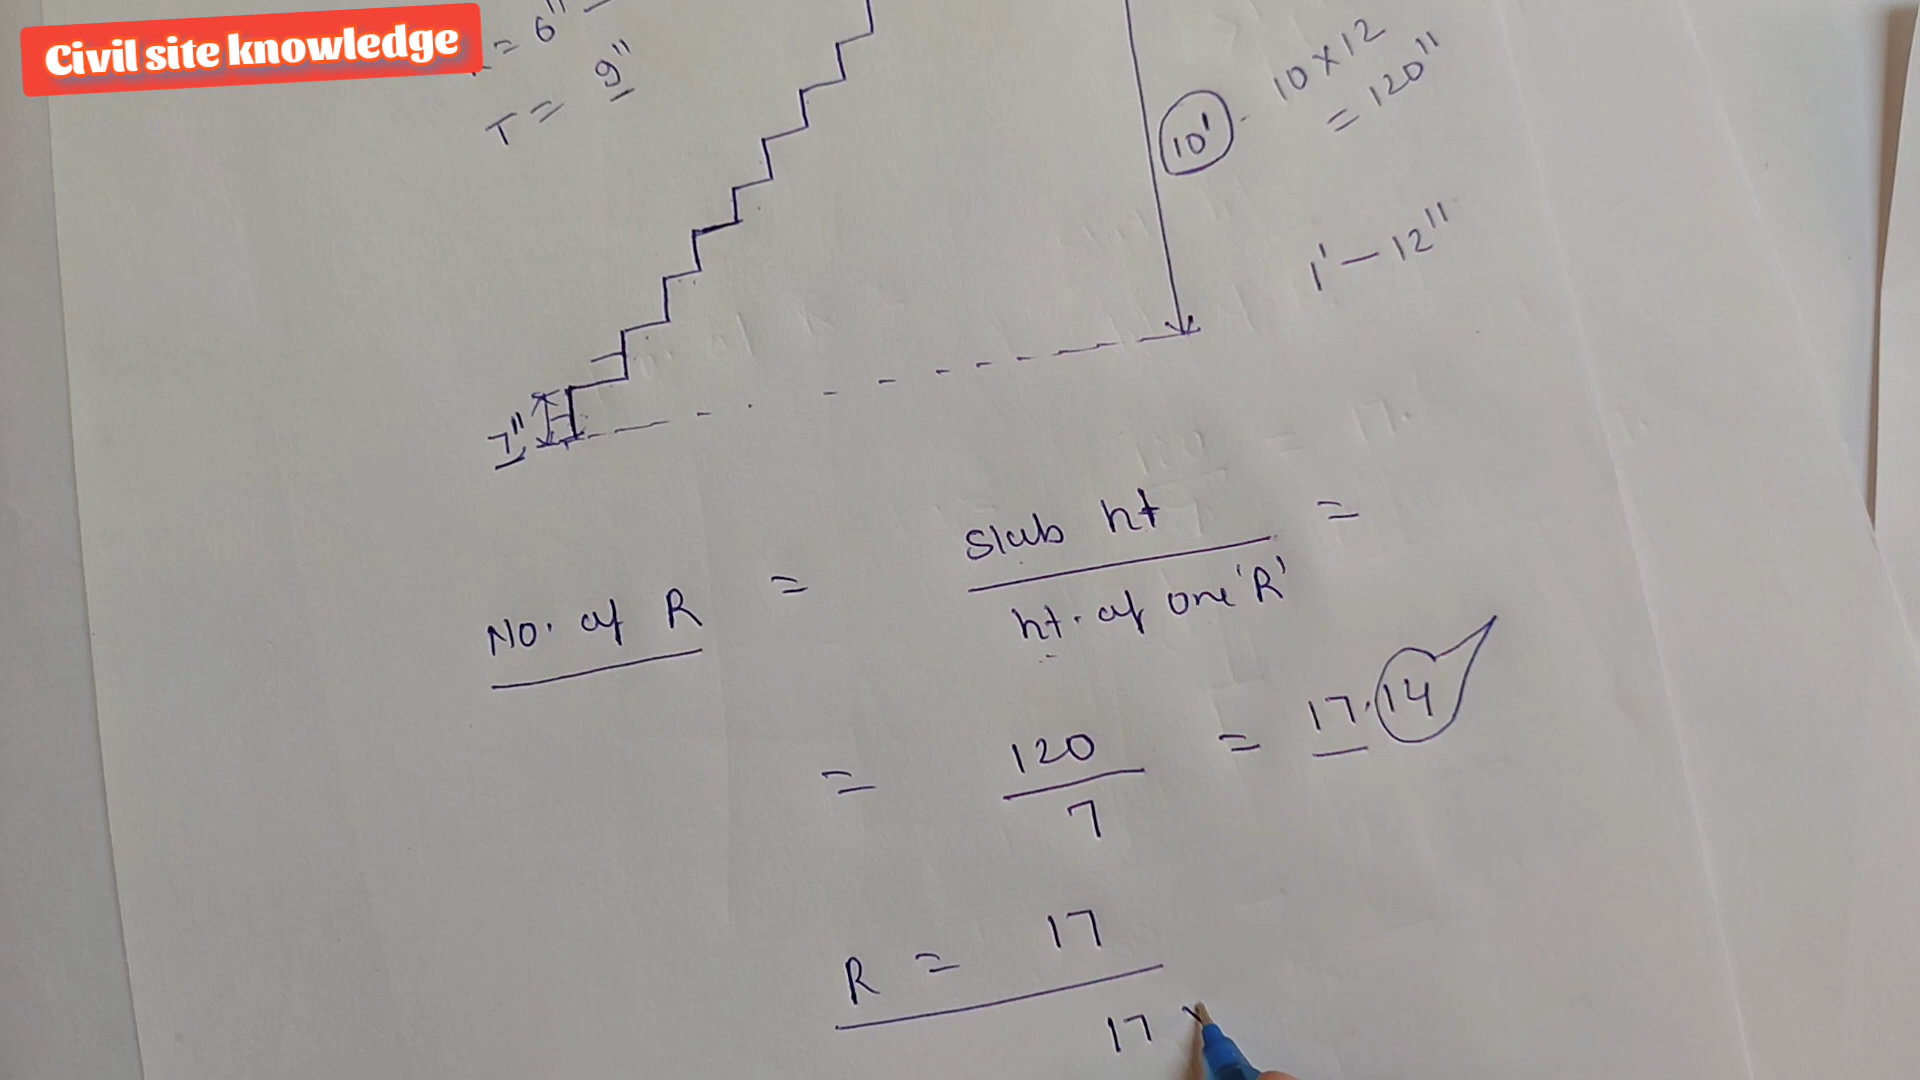 Civil site knowledge
= 6"
T = 9"
10' - 10 x 12
= 120"
1' - 12"
7"
No. of R = slab ht =
ht. of one 'R'
= 120 = 17.14
7
R = 17
17